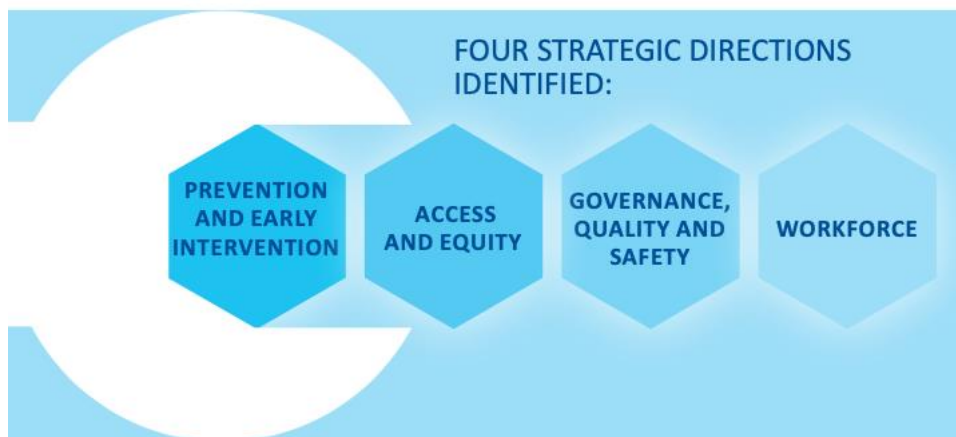 FOUR STRATEGIC DIRECTIONS
IDENTIFIED:
PREVENTION
AND EARLY
INTERVENTION
ACCESS
AND EQUITY
GOVERNANCE,
QUALITY AND
SAFETY
WORKFORCE